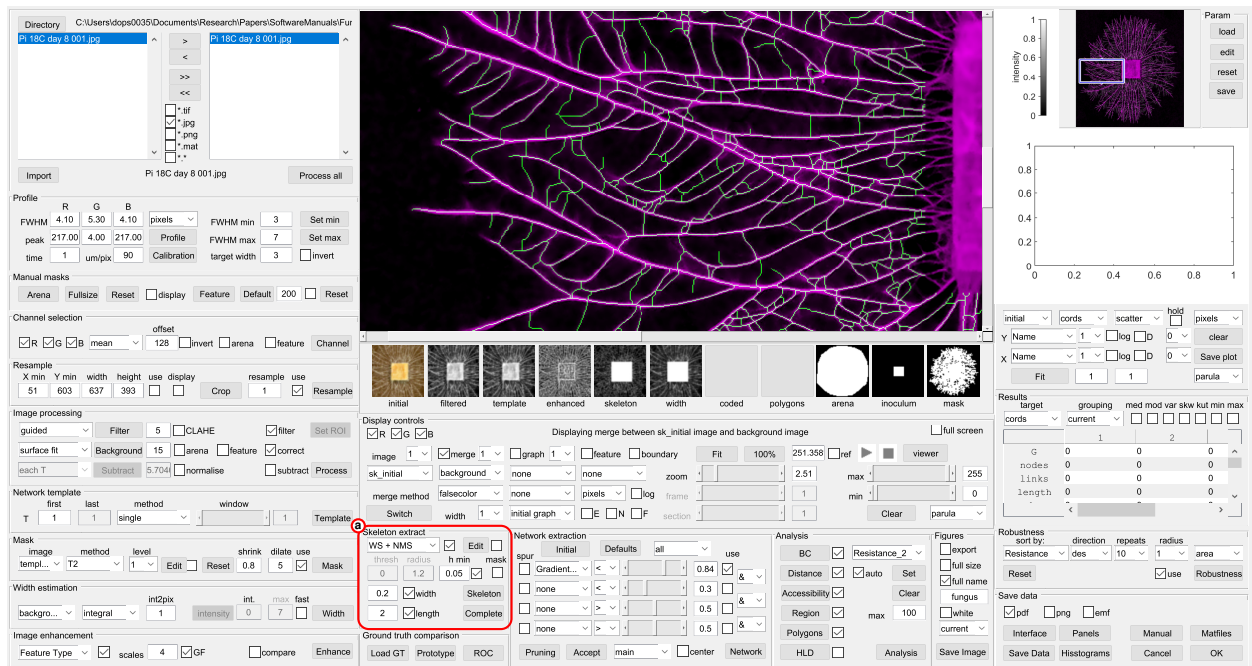 Directory C:\Users\dops0035\Documents\Research\Papers\SoftwareManuals\Fur
Pi 18C day 8 001.jpg > Pi 18C day 8 001.jpg
<
>>
<<
*.tif
*.jpg
*.png
*.mat
*.*
Import Pi 18C day 8 001.jpg Process all
Profile
R G B
FWHM 4.10 5.30 4.10 pixels FWHM min 3 Set min
peak 217.00 4.00 217.00 Profile FWHM max 7 Set max
time 1 um/pix 90 Calibration target width 3 invert
Manual masks
Arena Fullsize Reset display Feature Default 200 Reset
Channel selection
offset
R G B mean 128 invert arena feature Channel
Resample
X min Y min width height use display resample use
51 603 637 393 Crop 1 Resample
Image processing
guided Filter 5 CLAHE filter Set ROI
surface fit Background 15 arena feature correct
each T Subtract 5.704 normalise subtract Process
Network template
first last method window
T 1 1 single 1 Template
Mask
image method level shrink dilate use
templ... T2 1 Edit Reset 0.8 5 Mask
Width estimation
int2pix int. max fast
backgro... integral 1 intensity 0 7 Width
Image enhancement
Feature Type scales 4 GF compare Enhance
initial filtered template enhanced skeleton width coded polygons arena inoculum mask
Display controls
R G B Displaying merge between sk_initial image and background image full screen
image 1 merge 1 graph 1 feature boundary Fit 100% 251.358 ref viewer
sk_initial background none none zoom 2.51 max 255
merge method falsecolor none pixels log frame 1 min 0
Switch width 1 initial graph E N F section 1 Clear parula
a
Skeleton extract
WS + NMS Edit
thresh radius h min mask
0 1.2 0.05
0.2 width Skeleton
2 length Complete
Ground truth comparison
Load GT Prototype ROC
Network extraction
spur Initial Defaults all use
Gradient... < 0.84
&
none < 0.3
&
none > 0.5
&
none > 0.5
Pruning Accept main center Network
Analysis
BC Resistance_2
Distance auto Set
Accessibility Clear
Region max 100
Polygons
HLD Analysis
Figures
export
full size
full name
fungus
white
current
Save Image
1
0.8
0.6
0.4
0.2
0
intensity
Param
load
edit
reset
save
1
0.8
0.6
0.4
0.2
0
0 0.2 0.4 0.6 0.8 1
hold
initial cords scatter pixels
Y Name 1 log D 0 clear
X Name 1 log D 0 Save plot
Fit 1 1 parula
Results
target grouping med mod var skw kut min max
cords current
1 2
G 0 0 0
nodes 0 0 0
links 0 0 0
length 0 0 0
Robustness
sort by: direction repeats radius
Resistance des 10 1 area
Reset use Robustness
Save data
pdf png emf
Interface Panels Manual Matfiles
Save Data Hisstograms Cancel OK